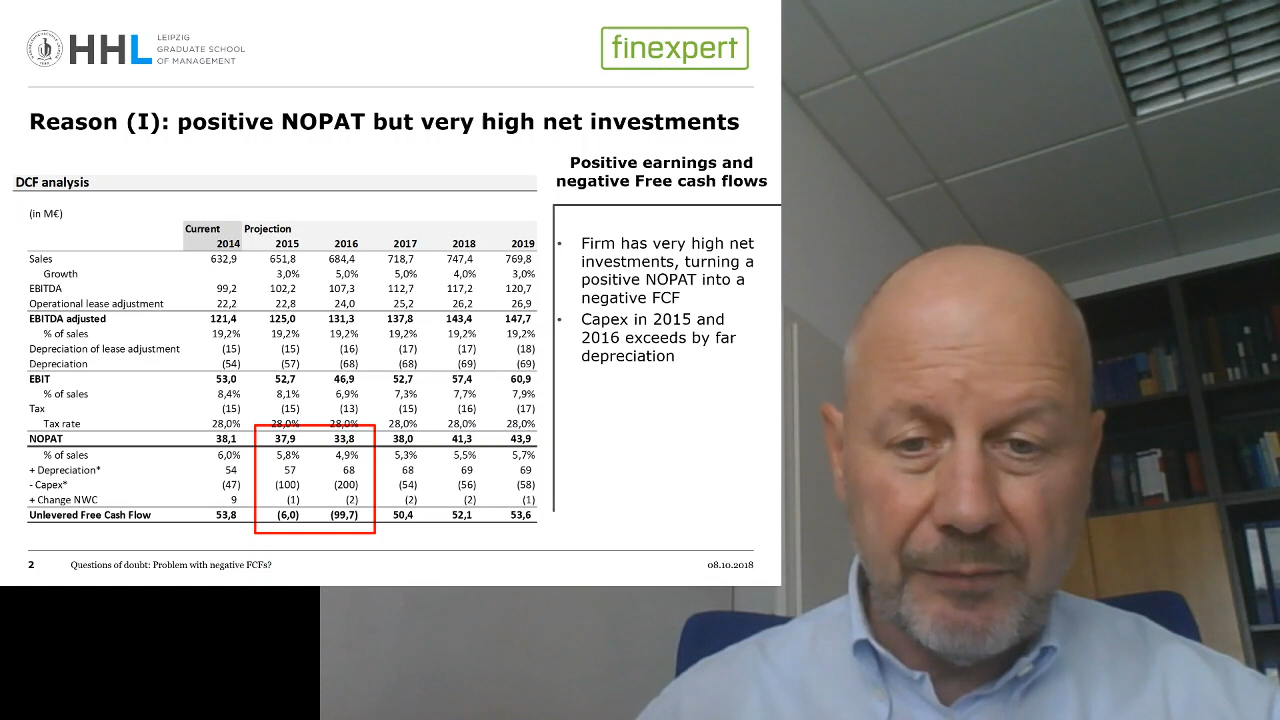 HHL LEIPZIG
GRADUATE SCHOOL
OF MANAGEMENT
finexpert
Reason (I): positive NOPAT but very high net investments
Positive earnings and
negative Free cash flows
DCF analysis
(in M€)
Current Projection
2014 2015 2016 2017 2018 2019
Sales 632,9 651,8 684,4 718,7 747,4 769,8
Growth 3,0% 5,0% 5,0% 4,0% 3,0%
EBITDA 99,2 102,2 107,3 112,7 117,2 120,7
Operational lease adjustment 22,2 22,8 24,0 25,2 26,2 26,9
EBITDA adjusted 121,4 125,0 131,3 137,8 143,4 147,7
% of sales 19,2% 19,2% 19,2% 19,2% 19,2% 19,2%
Depreciation of lease adjustment (15) (15) (16) (17) (17) (18)
Depreciation (54) (57) (68) (68) (69) (69)
EBIT 53,0 52,7 46,9 52,7 57,4 60,9
% of sales 8,4% 8,1% 6,9% 7,3% 7,7% 7,9%
Tax (15) (15) (13) (15) (16) (17)
Tax rate 28,0% 28,0% 28,0% 28,0% 28,0% 28,0%
NOPAT 38,1 37,9 33,8 38,0 41,3 43,9
% of sales 6,0% 5,8% 4,9% 5,3% 5,5% 5,7%
+ Depreciation* 54 57 68 68 69 69
- Capex* (47) (100) (200) (54) (56) (58)
+ Change NWC 9 (1) (2) (2) (2) (1)
Unlevered Free Cash Flow 53,8 (6,0) (99,7) 50,4 52,1 53,6
• Firm has very high net
investments, turning a
positive NOPAT into a
negative FCF
• Capex in 2015 and
2016 exceeds by far
depreciation
2 Questions of doubt: Problem with negative FCFs? 08.10.2018